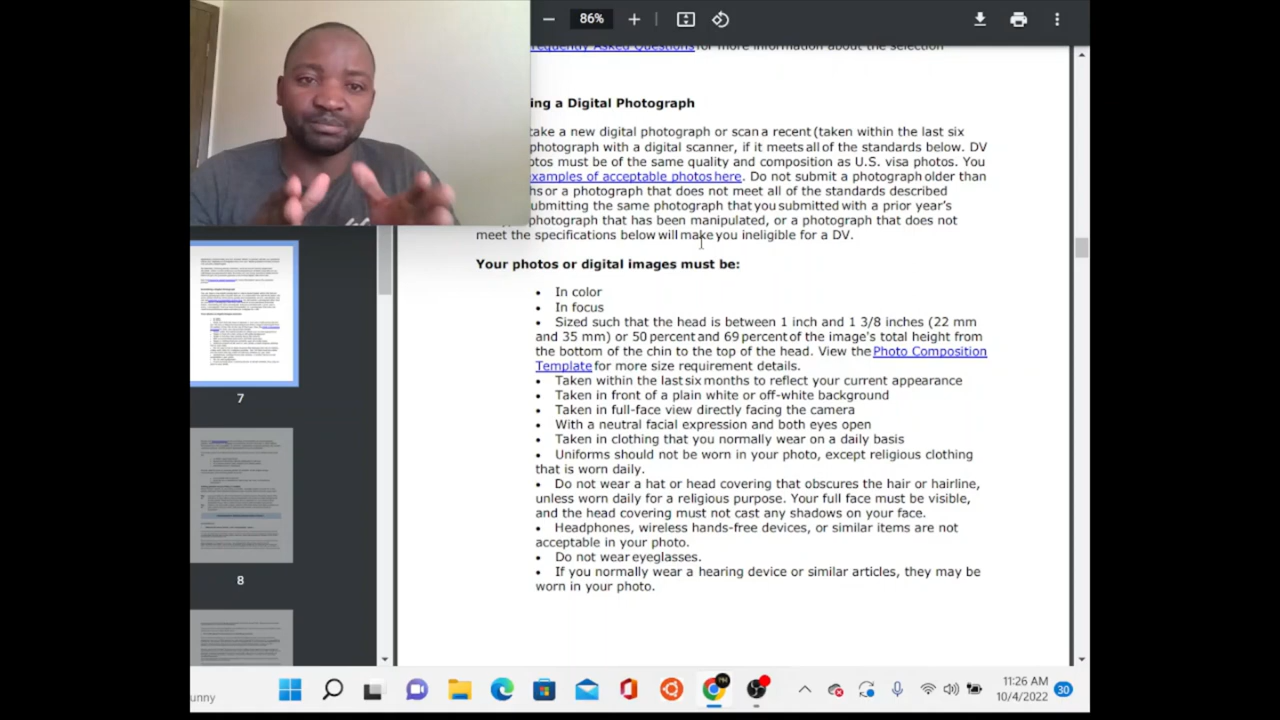 86%
requently Asked Questions for more information about the selection
ing a Digital Photograph
take a new digital photograph or scan a recent (taken within the last six
photograph with a digital scanner, if it meets all of the standards below. DV
otos must be of the same quality and composition as U.S. visa photos. You
examples of acceptable photos here. Do not submit a photograph older than
hs or a photograph that does not meet all of the standards described
ubmitting the same photograph that you submitted with a prior year's
photograph that has been manipulated, or a photograph that does not
meet the specifications below will make you ineligible for a DV.
Your photos or digital images must be:
• In color
• In focus
• Sized such that the head is between 1 inch and 1 3/8 inches (22 mm
and 35 mm) or 50 percent and 69 percent of the image's total height from
the bottom of the chin to the top of the head. View the Photo Composition
Template for more size requirement details.
• Taken within the last six months to reflect your current appearance
• Taken in front of a plain white or off-white background
• Taken in full-face view directly facing the camera
• With a neutral facial expression and both eyes open
• Taken in clothing that you normally wear on a daily basis
• Uniforms should not be worn in your photo, except religious clothing
that is worn daily.
• Do not wear a hat or head covering that obscures the hair or hairline,
unless worn daily for a religious purpose. Your full face must be visible,
and the head covering must not cast any shadows on your face.
• Headphones, wireless hands-free devices, or similar items are not
acceptable in your photo.
• Do not wear eyeglasses.
• If you normally wear a hearing device or similar articles, they may be
worn in your photo.
7
8
unny
11:26 AM
10/4/2022
30